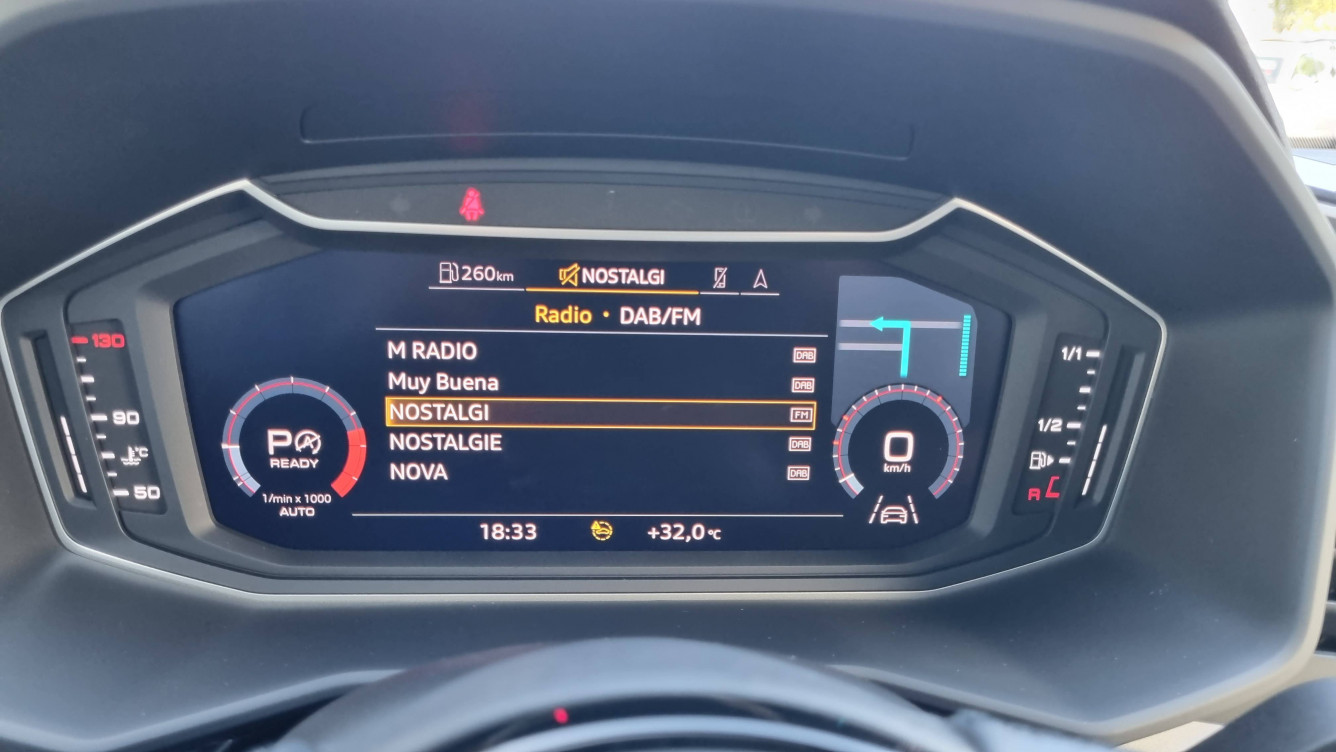 260km NOSTALGI
Radio • DAB/FM
M RADIO DAB
Muy Buena DAB
NOSTALGI FM
NOSTALGIE DAB
NOVA DAB
18:33 +32,0°C
130
90
°C
50
P
READY
1/min x 1000
AUTO
0
km/h
1/1
1/2
R